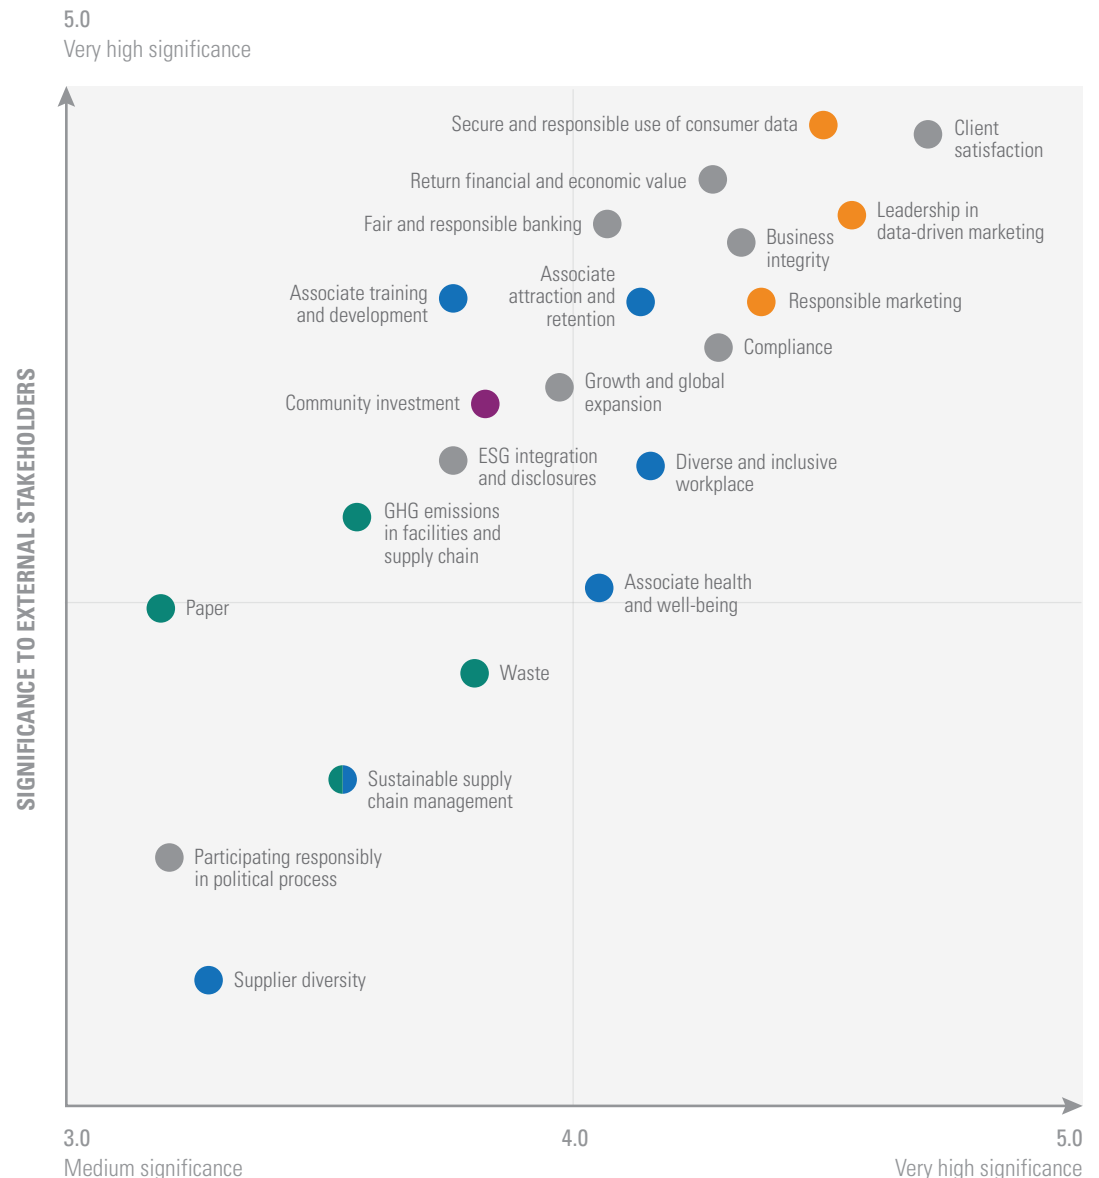 5.0
Very high significance
Secure and responsible use of consumer data
Client
satisfaction
Return financial and economic value
Leadership in
data-driven marketing
Fair and responsible banking
Business
integrity
Associate
attraction and
retention
Associate training
and development
Responsible marketing
Compliance
Growth and global
expansion
Community investment
ESG integration
and disclosures
Diverse and inclusive
workplace
GHG emissions
in facilities and
supply chain
Associate health
and well-being
Paper
Waste
Sustainable supply
chain management
Participating responsibly
in political process
Supplier diversity
SIGNIFICANCE TO EXTERNAL STAKEHOLDERS
3.0
Medium significance
4.0
5.0
Very high significance